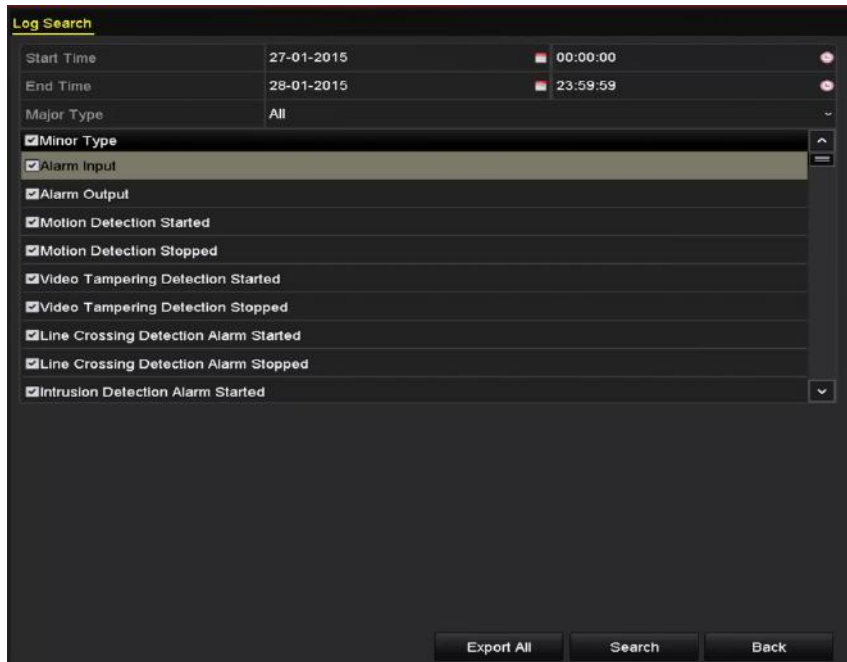 Log Search
Start Time 27-01-2015 00:00:00
End Time 28-01-2015 23:59:59
Major Type All
Minor Type
Alarm Input
Alarm Output
Motion Detection Started
Motion Detection Stopped
Video Tampering Detection Started
Video Tampering Detection Stopped
Line Crossing Detection Alarm Started
Line Crossing Detection Alarm Stopped
Intrusion Detection Alarm Started
Export All Search Back